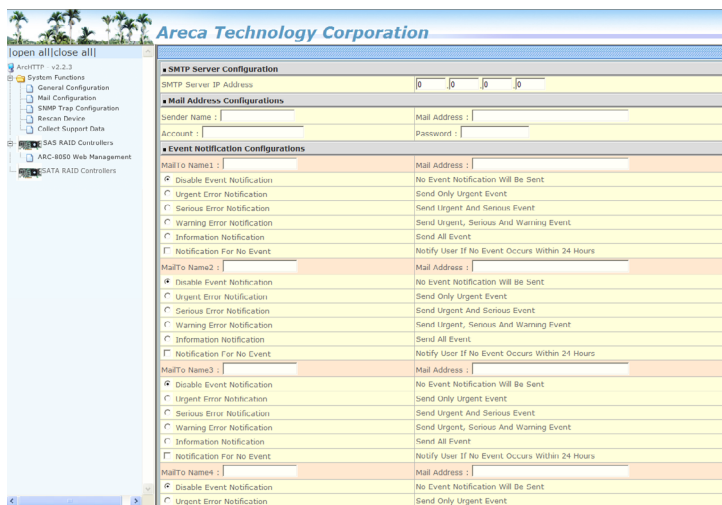 Areca Technology Corporation
|open all|close all|
ArcHTTP - v2.2.3
System Functions
General Configuration
Mail Configuration
SNMP Trap Configuration
Rescan Device
Collect Support Data
SAS RAID Controllers
ARC-8050 Web Management
SATA RAID Controllers
SMTP Server Configuration
SMTP Server IP Address 0 .0 .0 .0
Mail Address Configurations
Sender Name : Mail Address :
Account : Password :
Event Notification Configurations
MailTo Name1 : Mail Address :
Disable Event Notification No Event Notification Will Be Sent
Urgent Error Notification Send Only Urgent Event
Serious Error Notification Send Urgent And Serious Event
Warning Error Notification Send Urgent, Serious And Warning Event
Information Notification Send All Event
Notification For No Event Notify User If No Event Occurs Within 24 Hours
MailTo Name2 : Mail Address :
Disable Event Notification No Event Notification Will Be Sent
Urgent Error Notification Send Only Urgent Event
Serious Error Notification Send Urgent And Serious Event
Warning Error Notification Send Urgent, Serious And Warning Event
Information Notification Send All Event
Notification For No Event Notify User If No Event Occurs Within 24 Hours
MailTo Name3 : Mail Address :
Disable Event Notification No Event Notification Will Be Sent
Urgent Error Notification Send Only Urgent Event
Serious Error Notification Send Urgent And Serious Event
Warning Error Notification Send Urgent, Serious And Warning Event
Information Notification Send All Event
Notification For No Event Notify User If No Event Occurs Within 24 Hours
MailTo Name4 : Mail Address :
Disable Event Notification No Event Notification Will Be Sent
Urgent Error Notification Send Only Urgent Event